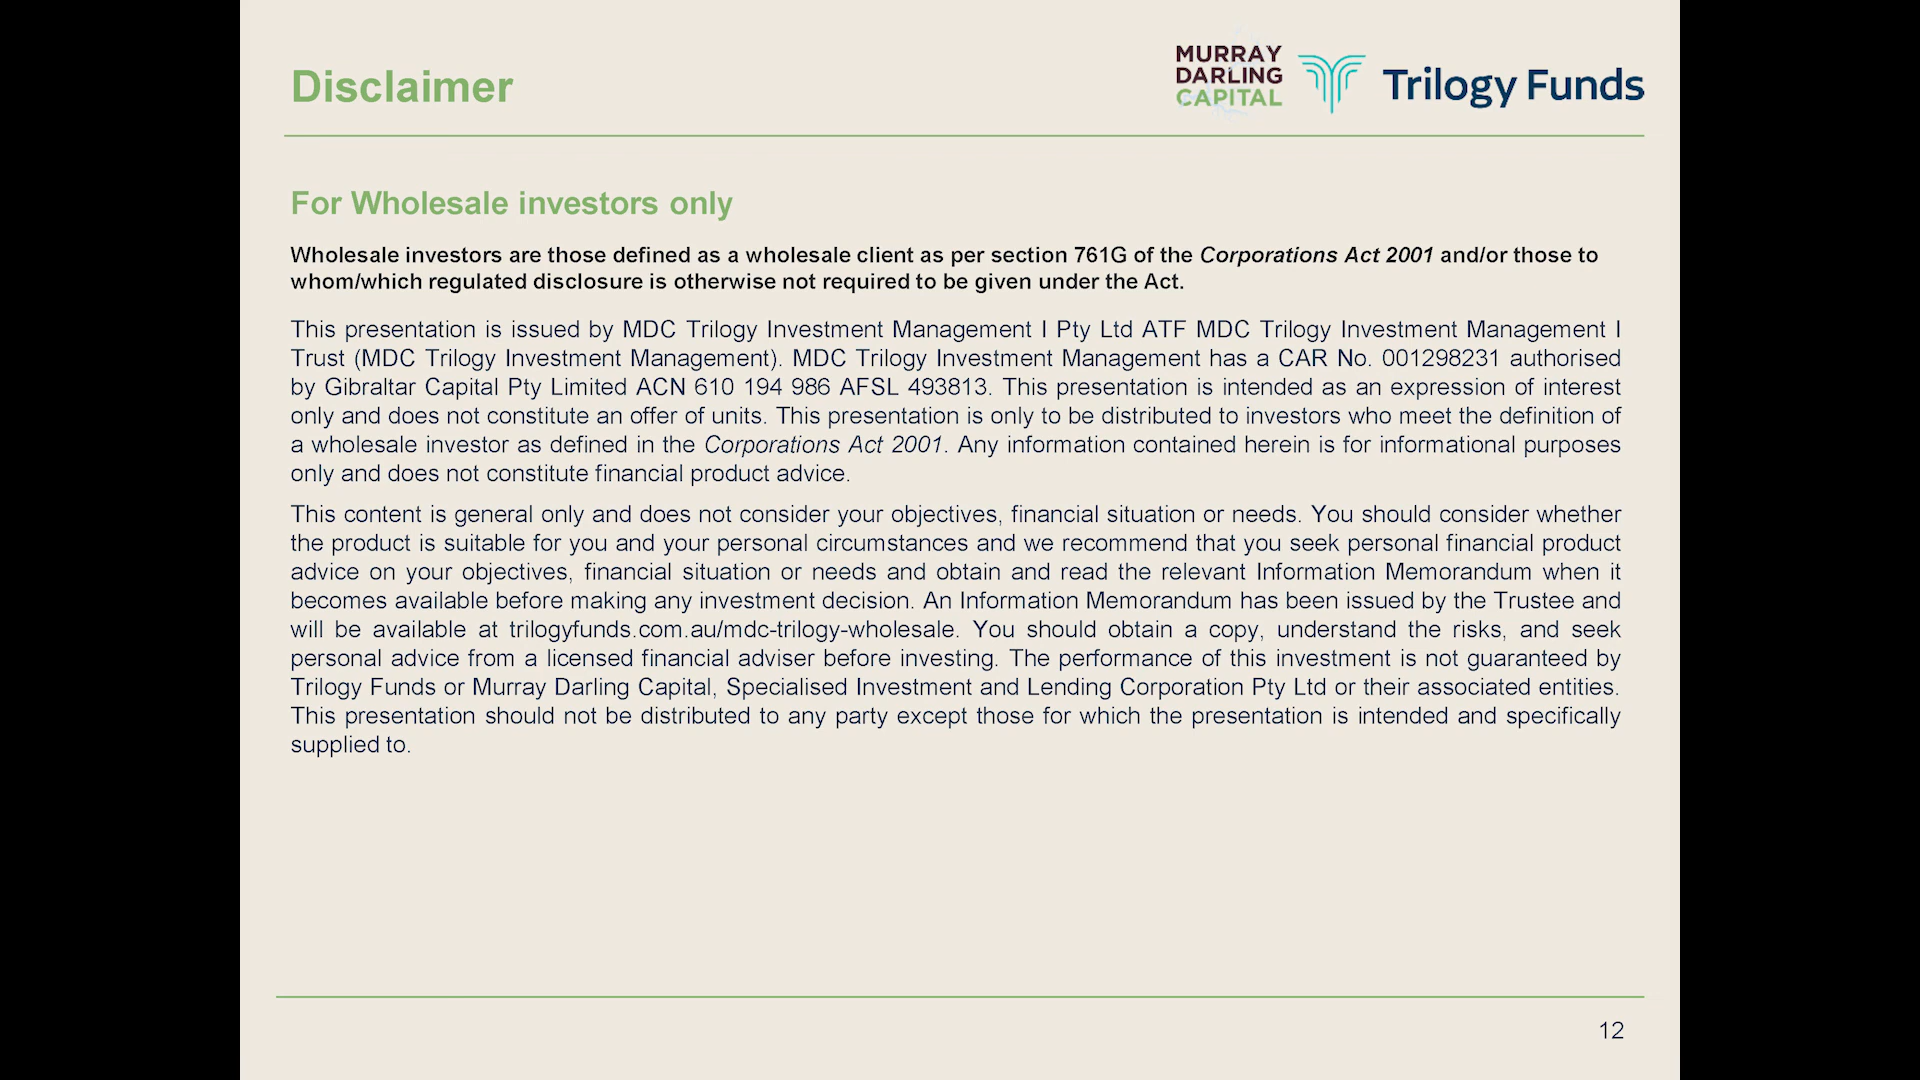 Disclaimer
MURRAY
DARLING
CAPITAL
Trilogy Funds
For Wholesale investors only
Wholesale investors are those defined as a wholesale client as per section 761G of the Corporations Act 2001 and/or those to
whom/which regulated disclosure is otherwise not required to be given under the Act.
This presentation is issued by MDC Trilogy Investment Management I Pty Ltd ATF MDC Trilogy Investment Management I
Trust (MDC Trilogy Investment Management). MDC Trilogy Investment Management has a CAR No. 001298231 authorised
by Gibraltar Capital Pty Limited ACN 610 194 986 AFSL 493813. This presentation is intended as an expression of interest
only and does not constitute an offer of units. This presentation is only to be distributed to investors who meet the definition of
a wholesale investor as defined in the Corporations Act 2001. Any information contained herein is for informational purposes
only and does not constitute financial product advice.
This content is general only and does not consider your objectives, financial situation or needs. You should consider whether
the product is suitable for you and your personal circumstances and we recommend that you seek personal financial product
advice on your objectives, financial situation or needs and obtain and read the relevant Information Memorandum when it
becomes available before making any investment decision. An Information Memorandum has been issued by the Trustee and
will be available at trilogyfunds.com.au/mdc-trilogy-wholesale. You should obtain a copy, understand the risks, and seek
personal advice from a licensed financial adviser before investing. The performance of this investment is not guaranteed by
Trilogy Funds or Murray Darling Capital, Specialised Investment and Lending Corporation Pty Ltd or their associated entities.
This presentation should not be distributed to any party except those for which the presentation is intended and specifically
supplied to.
12